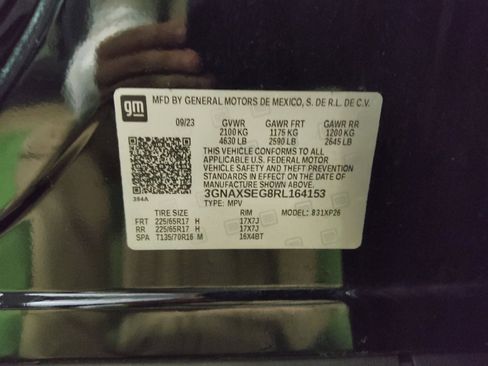 gm
MFD BY GENERAL MOTORS DE MEXICO, S. DE R.L. DE C.V.
09/23 GVWR GAWR FRT GAWR RR
2100 KG 1175 KG 1200 KG
4630 LB 2590 LB 2645 LB
THIS VEHICLE CONFORMS TO ALL
APPLICABLE U.S. FEDERAL MOTOR
VEHICLE SAFETY AND THEFT PREVENTION
STANDARDS IN EFFECT ON THE DATE OF
MANUFACTURE SHOWN ABOVE.
394A 3GNAXSEG8RL164153
TYPE: MPV
TIRE SIZE RIM MODEL: 831XP26
FRT 225/65R17 H 17X7J
RR 225/65R17 H 17X7J
SPA T135/70R16 M 16X4BT